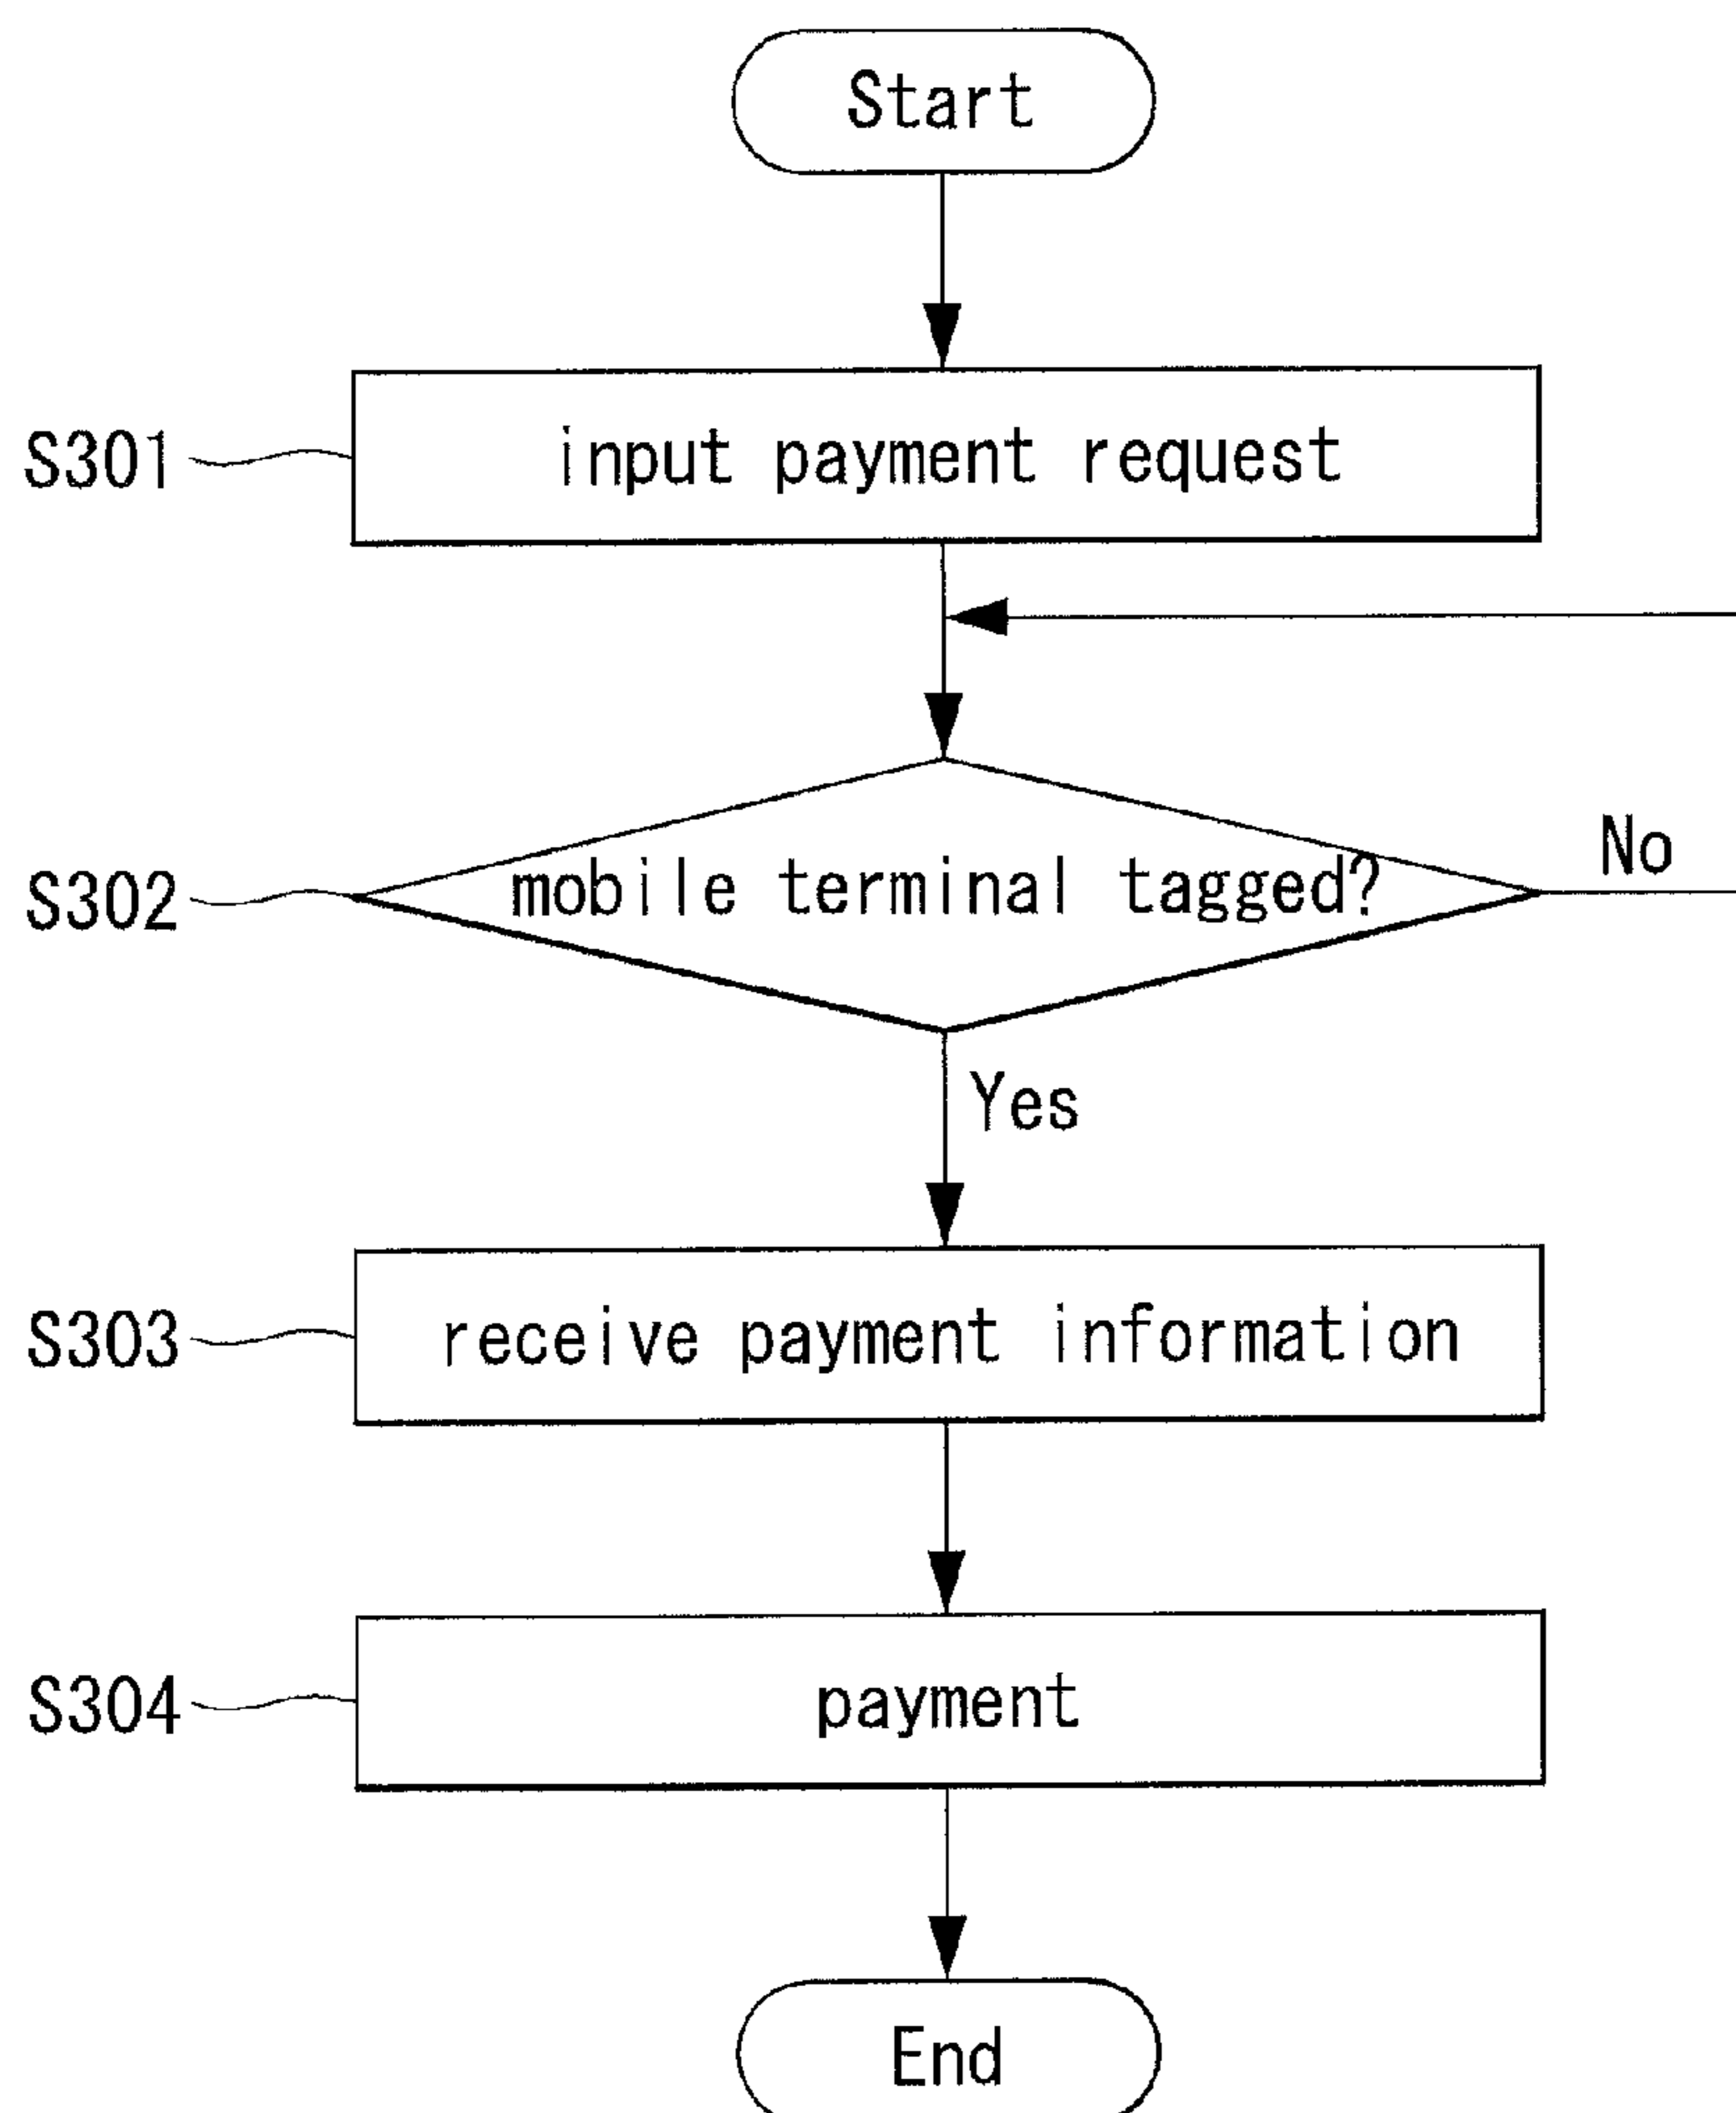 Start
S301
input payment request
S302
mobile terminal tagged?
No
Yes
S303
receive payment information
S304
payment
End